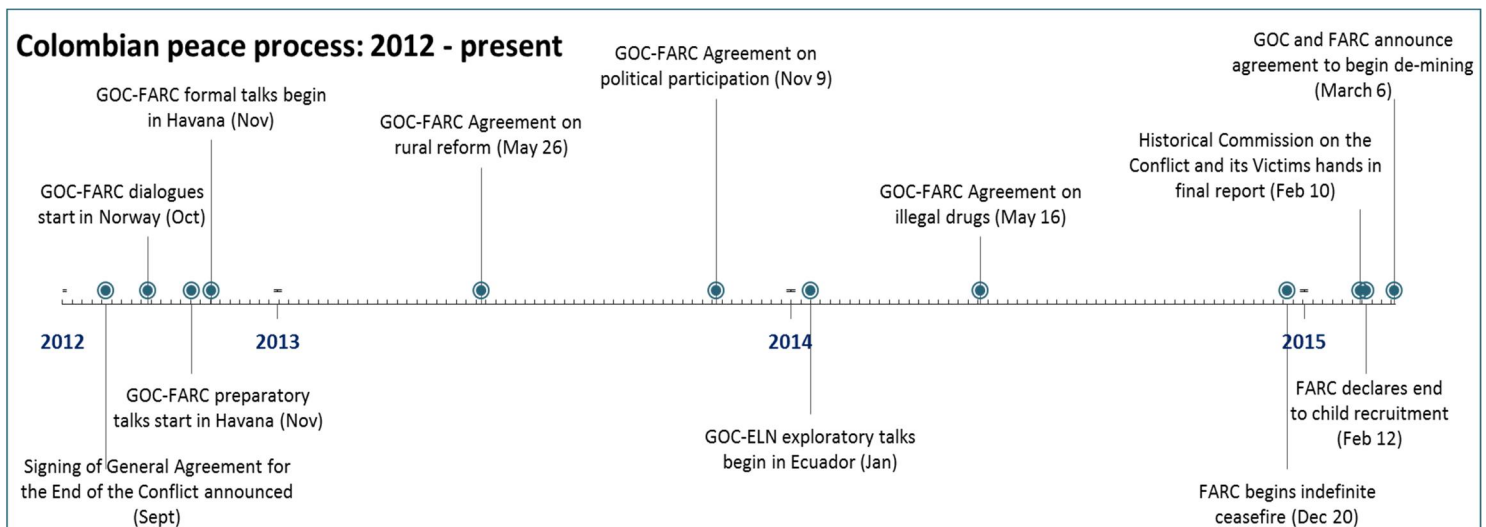 Colombian peace process: 2012 - present
GOC-FARC formal talks begin
in Havana (Nov)
GOC-FARC dialogues
start in Norway (Oct)
GOC-FARC Agreement on
rural reform (May 26)
GOC-FARC Agreement on
political participation (Nov 9)
GOC-FARC Agreement on
illegal drugs (May 16)
GOC and FARC announce
agreement to begin de-mining
(March 6)
Historical Commission on the
Conflict and its Victims hands in
final report (Feb 10)
2012
2013
2014
2015
GOC-FARC preparatory
talks start in Havana (Nov)
Signing of General Agreement for
the End of the Conflict announced
(Sept)
GOC-ELN exploratory talks
begin in Ecuador (Jan)
FARC declares end
to child recruitment
(Feb 12)
FARC begins indefinite
ceasefire (Dec 20)